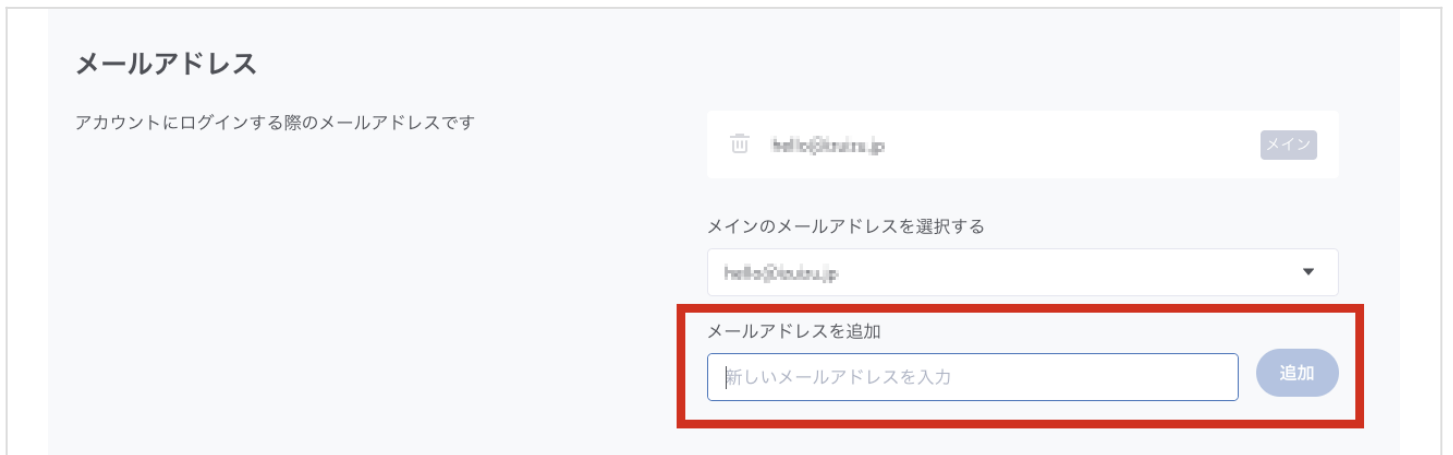 メールアドレス
アカウントにログインする際のメールアドレスです
メイン
メインのメールアドレスを選択する
メールアドレスを追加
新しいメールアドレスを入力
追加